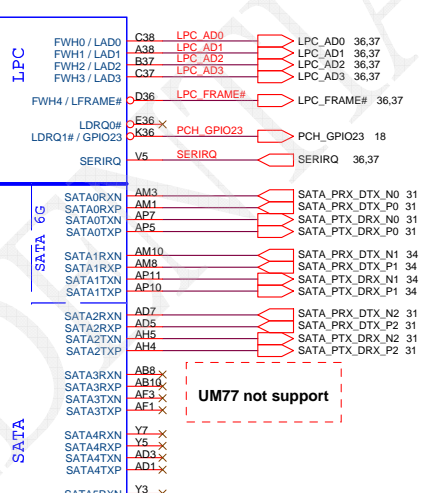 LPC
FWH0 / LAD0 C38 LPC_AD0 LPC_AD0 36,37
FWH1 / LAD1 A38 LPC_AD1 LPC_AD1 36,37
FWH2 / LAD2 B37 LPC_AD2 LPC_AD2 36,37
FWH3 / LAD3 C37 LPC_AD3 LPC_AD3 36,37
FWH4 / LFRAME# D36 LPC_FRAME# LPC_FRAME# 36,37
LDRQ0# E36
LDRQ1# / GPIO23 K36 PCH_GPIO23 PCH_GPIO23 18
SERIRQ V5 SERIRQ SERIRQ 36,37
SATA 6G
SATA0RXN AM3 SATA_PRX_DTX_N0 31
SATA0RXP AM1 SATA_PRX_DTX_P0 31
SATA0TXN AP7 SATA_PTX_DRX_N0 31
SATA0TXP AP5 SATA_PTX_DRX_P0 31
SATA1RXN AM10 SATA_PRX_DTX_N1 34
SATA1RXP AM8 SATA_PRX_DTX_P1 34
SATA1TXN AP11 SATA_PTX_DRX_N1 34
SATA1TXP AP10 SATA_PTX_DRX_P1 34
SATA2RXN AD7 SATA_PRX_DTX_N2 31
SATA2RXP AD5 SATA_PRX_DTX_P2 31
SATA2TXN AH5 SATA_PTX_DRX_N2 31
SATA2TXP AH4 SATA_PTX_DRX_P2 31
SATA
SATA3RXN AB8
SATA3RXP AB10
SATA3TXN AF3
SATA3TXP AF1
UM77 not support
SATA4RXN Y7
SATA4RXP Y5
SATA4TXN AD3
SATA4TXP AD1
SATA5RXN Y3